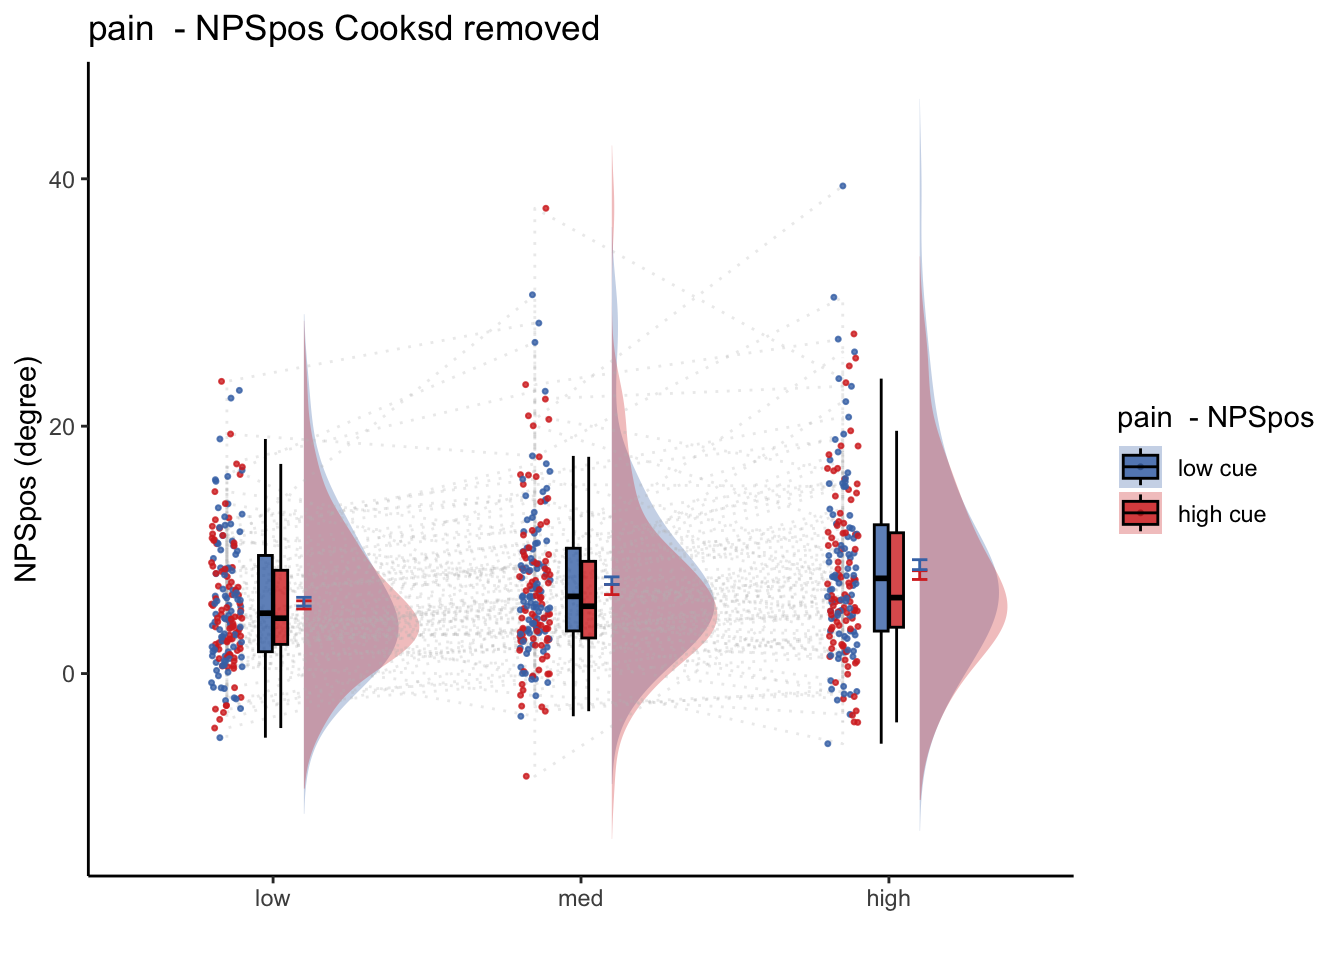 pain  - NPSpos Cooksd removed
NPSpos (degree)
40
20
0
low
med
high
pain  - NPSpos
low cue
high cue